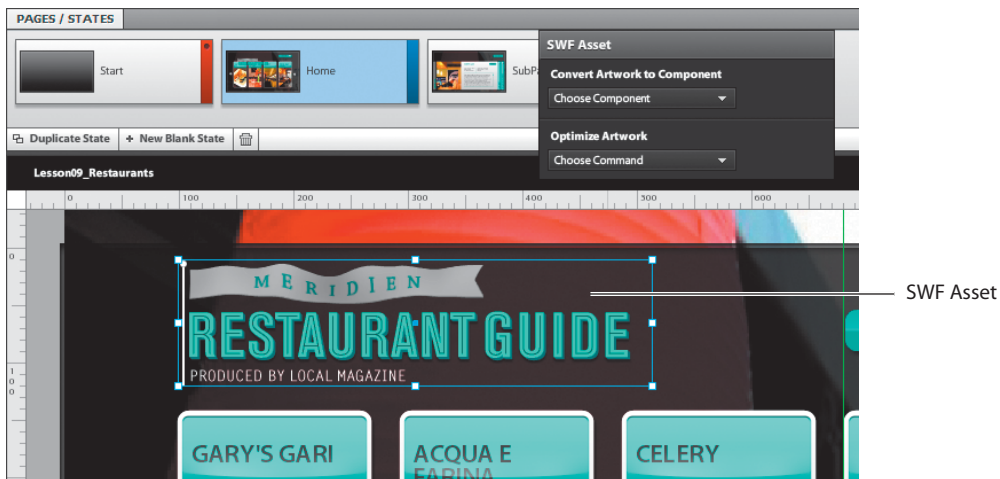 PAGES / STATES
Start
Home
SubPa
SWF Asset
Convert Artwork to Component
Choose Component
Optimize Artwork
Choose Command
Duplicate State
+ New Blank State
Lesson09_Restaurants
0
100
200
300
400
500
600
0
100
MERIDIEN
RESTAURANT GUIDE
PRODUCED BY LOCAL MAGAZINE
SWF Asset
GARY'S GARI
ACQUA E
FARINA
CELERY